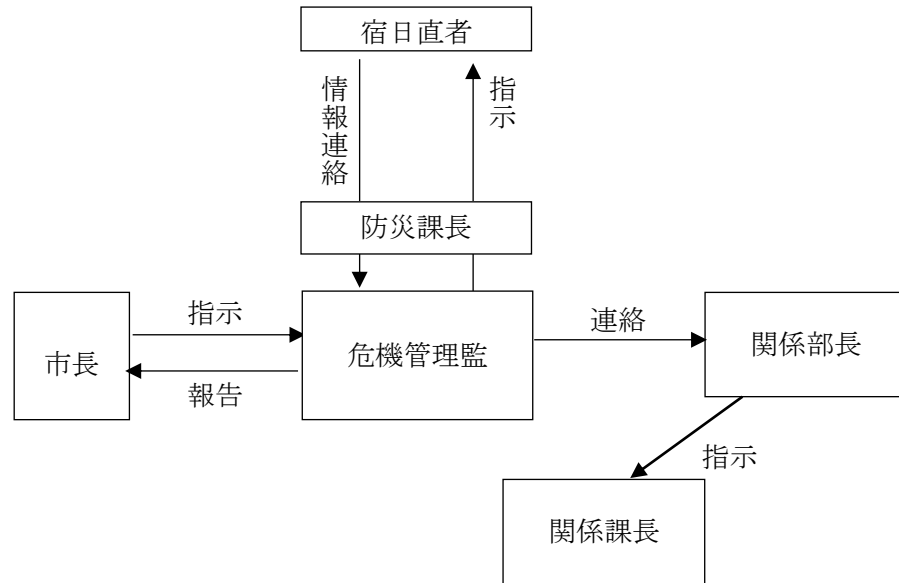 宿日直者
情報連絡
指示
防災課長
指示
連絡
市長
危機管理監
関係部長
報告
指示
関係課長